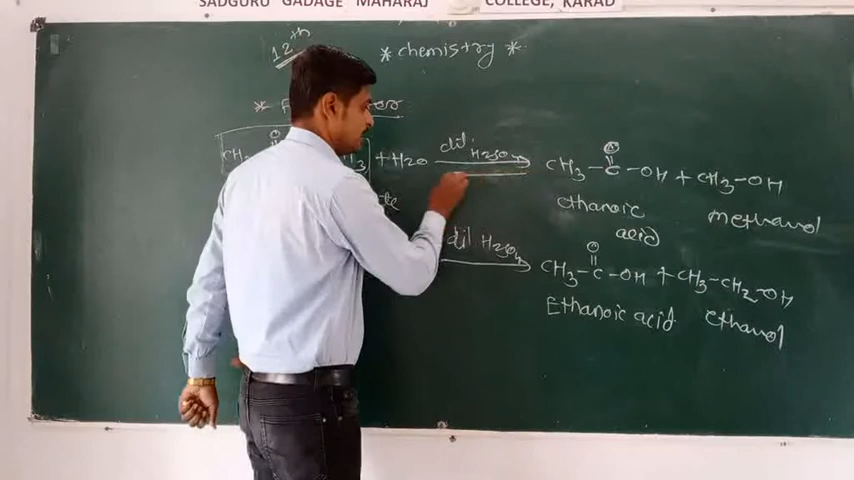 SADGURU GADAGE MAHARAJ COLLEGE, KARAD
12th
* chemistry *
*
CH3 + H2O dil H2SO4 → CH3-C-OH + CH3-OH
O
ethanoic acid methanol
dil H2SO4 → CH3-C-OH + CH3-CH2-OH
O
Ethanoic acid ethanol